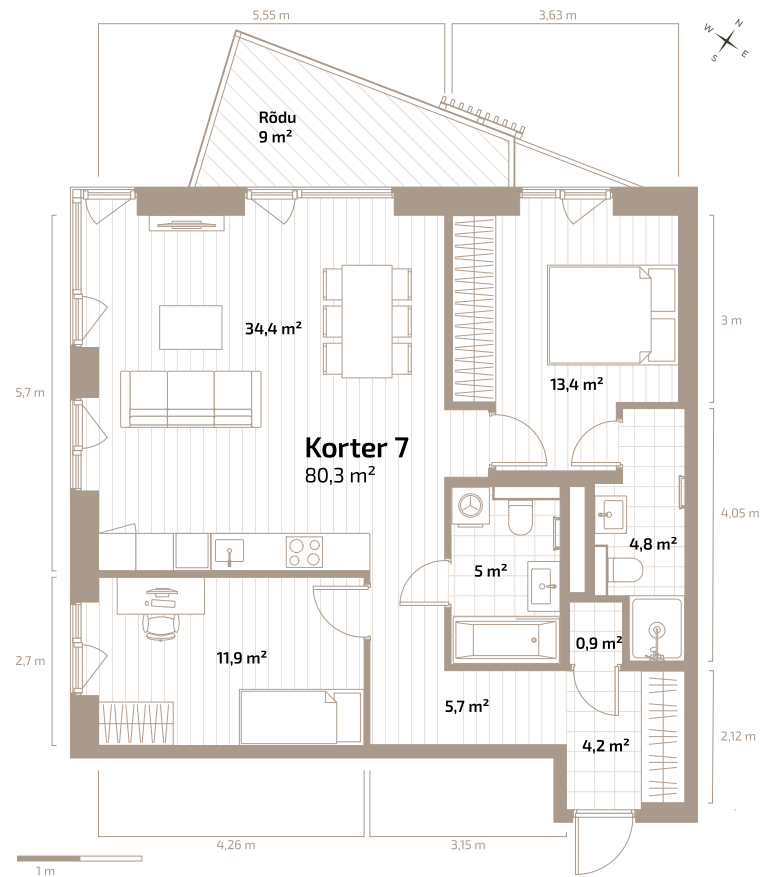 5,55 m
3,63 m
N
W
E
S
Rõdu
9 m²
34,4 m²
3 m
13,4 m²
5,7 m
Korter 7
80,3 m²
4,05 m
4,8 m²
5 m²
0,9 m²
11,9 m²
2,7 m
5,7 m²
4,2 m²
2,12 m
4,26 m
3,15 m
1 m